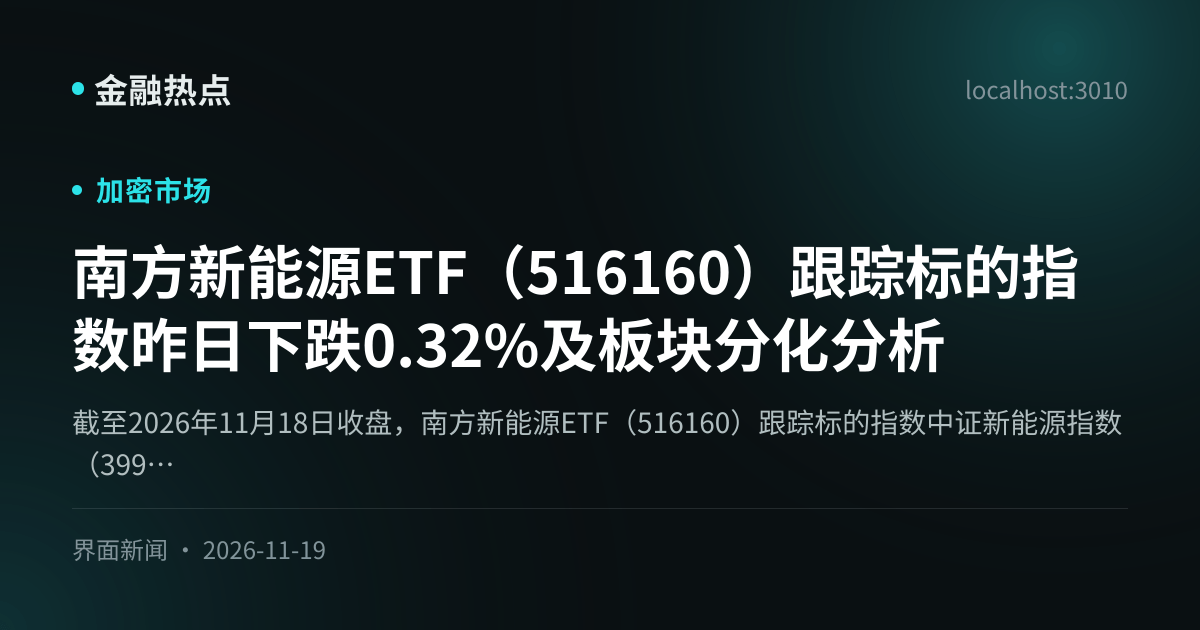 金融热点
localhost:3010
加密市场
南方新能源ETF（516160）跟踪标的指
数昨日下跌0.32%及板块分化分析
截至2026年11月18日收盘，南方新能源ETF（516160）跟踪标的指数中证新能源指数
（399…
界面新闻 • 2026-11-19